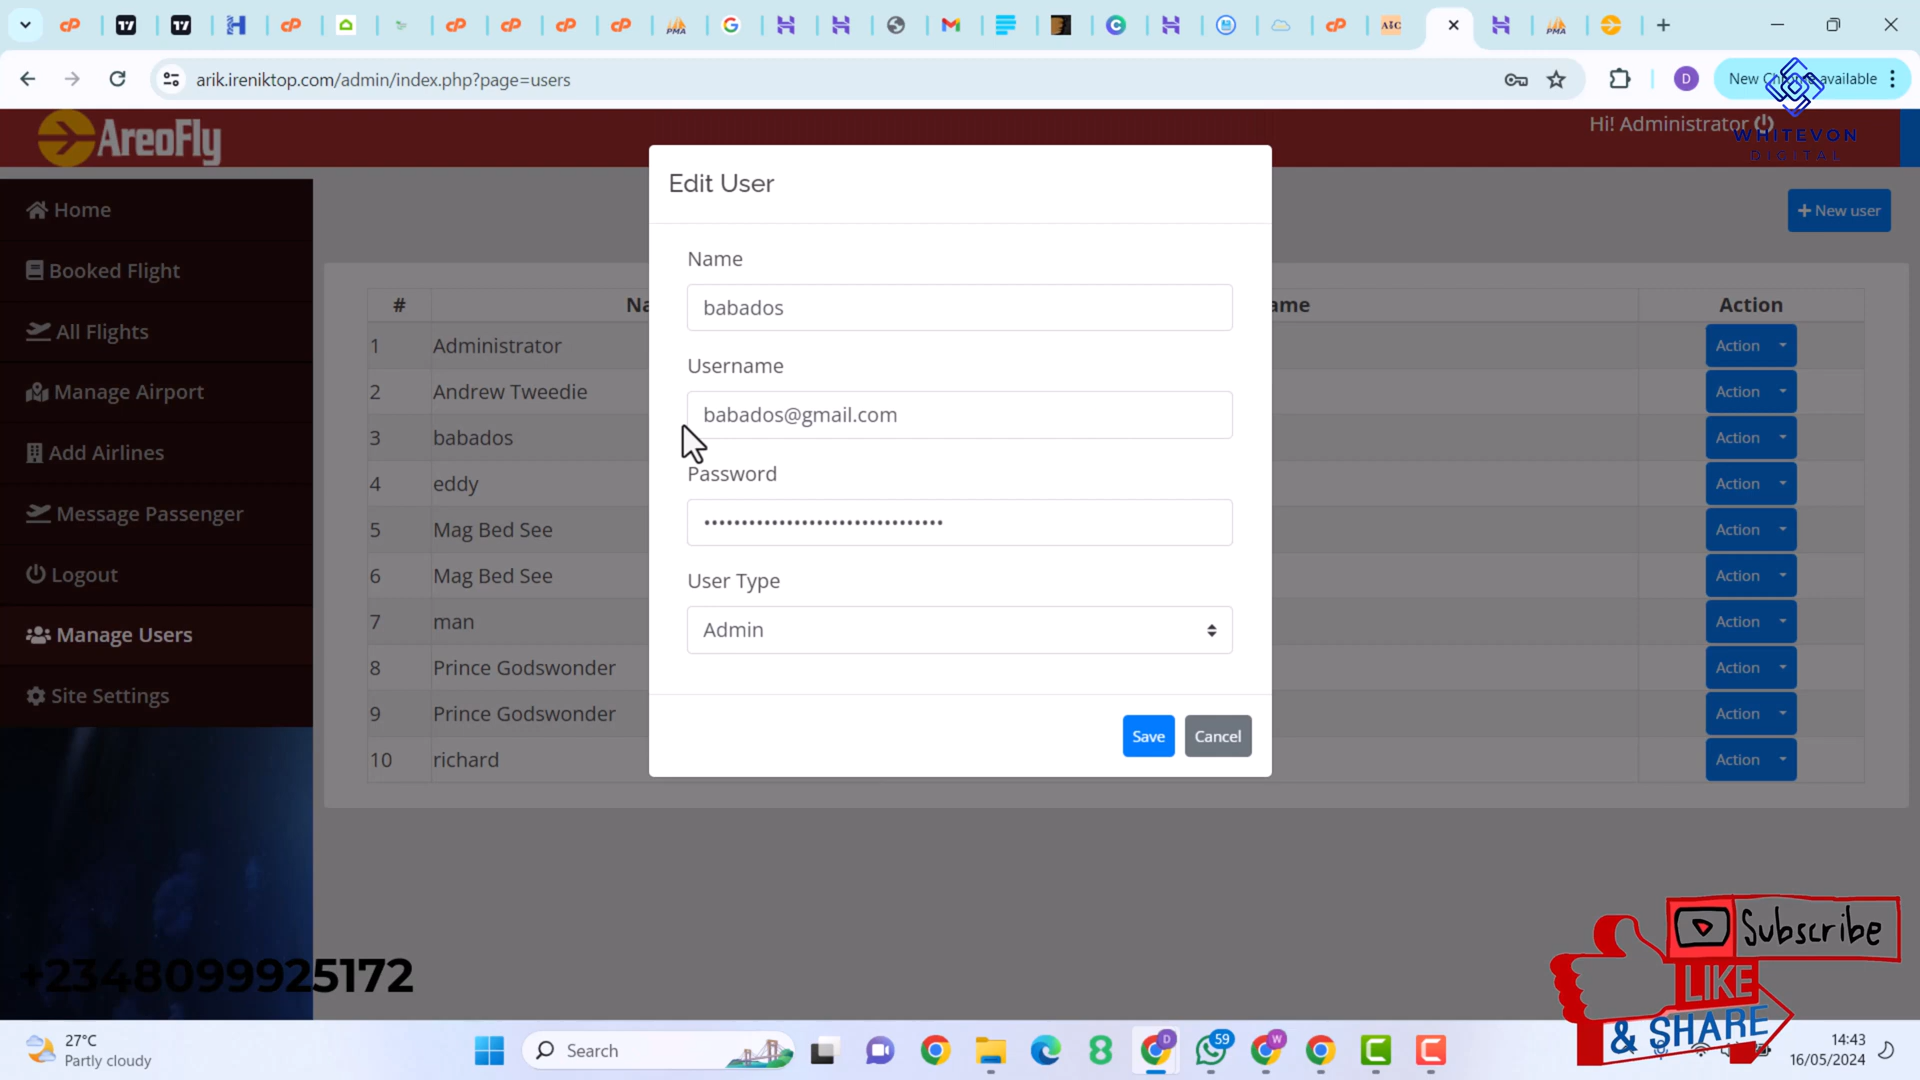 PMA
A&C
PMA
arik.ireniktop.com/admin/index.php?page=users
D
New Chrome available
AreoFly
Hi! Administrator
WHITEVON
DIGITAL
Home
Booked Flight
All Flights
Manage Airport
Add Airlines
Message Passenger
Logout
Manage Users
Site Settings
+ New user
Edit User
Name
babados
Username
babados@gmail.com
Password
••••••••••••••••••••••••••••••••
User Type
Admin
Save
Cancel
#
Na
ame
Action
1
Administrator
Action
2
Andrew Tweedie
Action
3
babados
Action
4
eddy
Action
5
Mag Bed See
Action
6
Mag Bed See
Action
7
man
Action
8
Prince Godswonder
Action
9
Prince Godswonder
Action
10
richard
Action
+2348099925172
Subscribe
LIKE
& SHARE
27°C
Partly cloudy
Search
D
59
W
14:43
16/05/2024